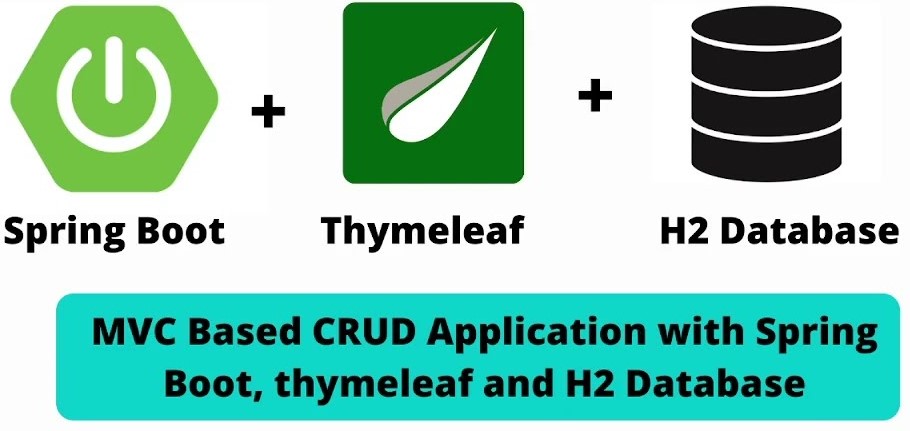 +
+
Spring Boot
Thymeleaf
H2 Database
MVC Based CRUD Application with Spring
Boot, thymeleaf and H2 Database